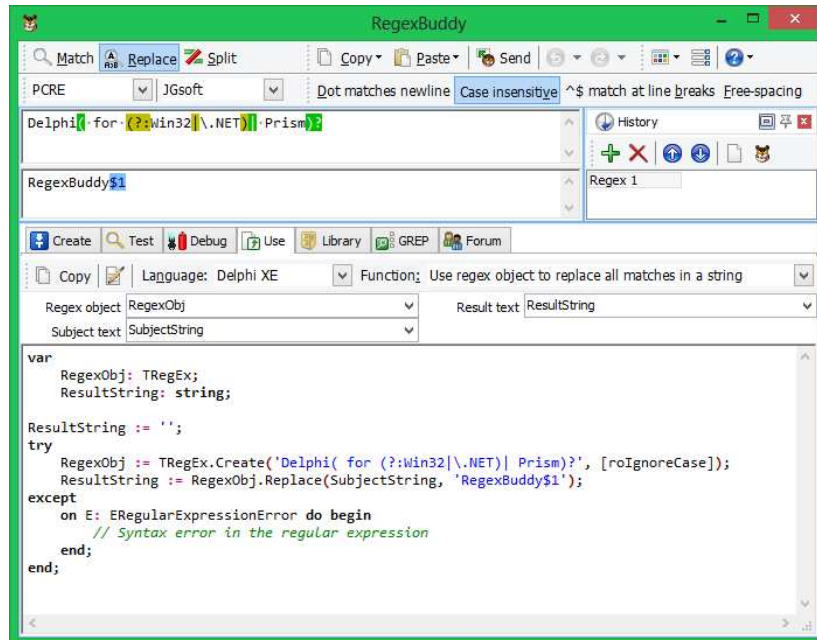 RegexBuddy
Match Replace Split Copy Paste Send
PCRE JGsoft Dot matches newline Case insensitive ^$ match at line breaks Free-spacing
Delphi(·for·(?:Win32|\.NET)|·Prism)?
History
RegexBuddy$1
Regex 1
Create Test Debug Use Library GREP Forum
Copy Language: Delphi XE Function: Use regex object to replace all matches in a string
Regex object RegexObj Result text ResultString
Subject text SubjectString
var
RegexObj: TRegEx;
ResultString: string;
ResultString := '';
try
RegexObj := TRegEx.Create('Delphi( for (?:Win32|\.NET)| Prism)?', [roIgnoreCase]);
ResultString := RegexObj.Replace(SubjectString, 'RegexBuddy$1');
except
on E: ERegularExpressionError do begin
// Syntax error in the regular expression
end;
end;